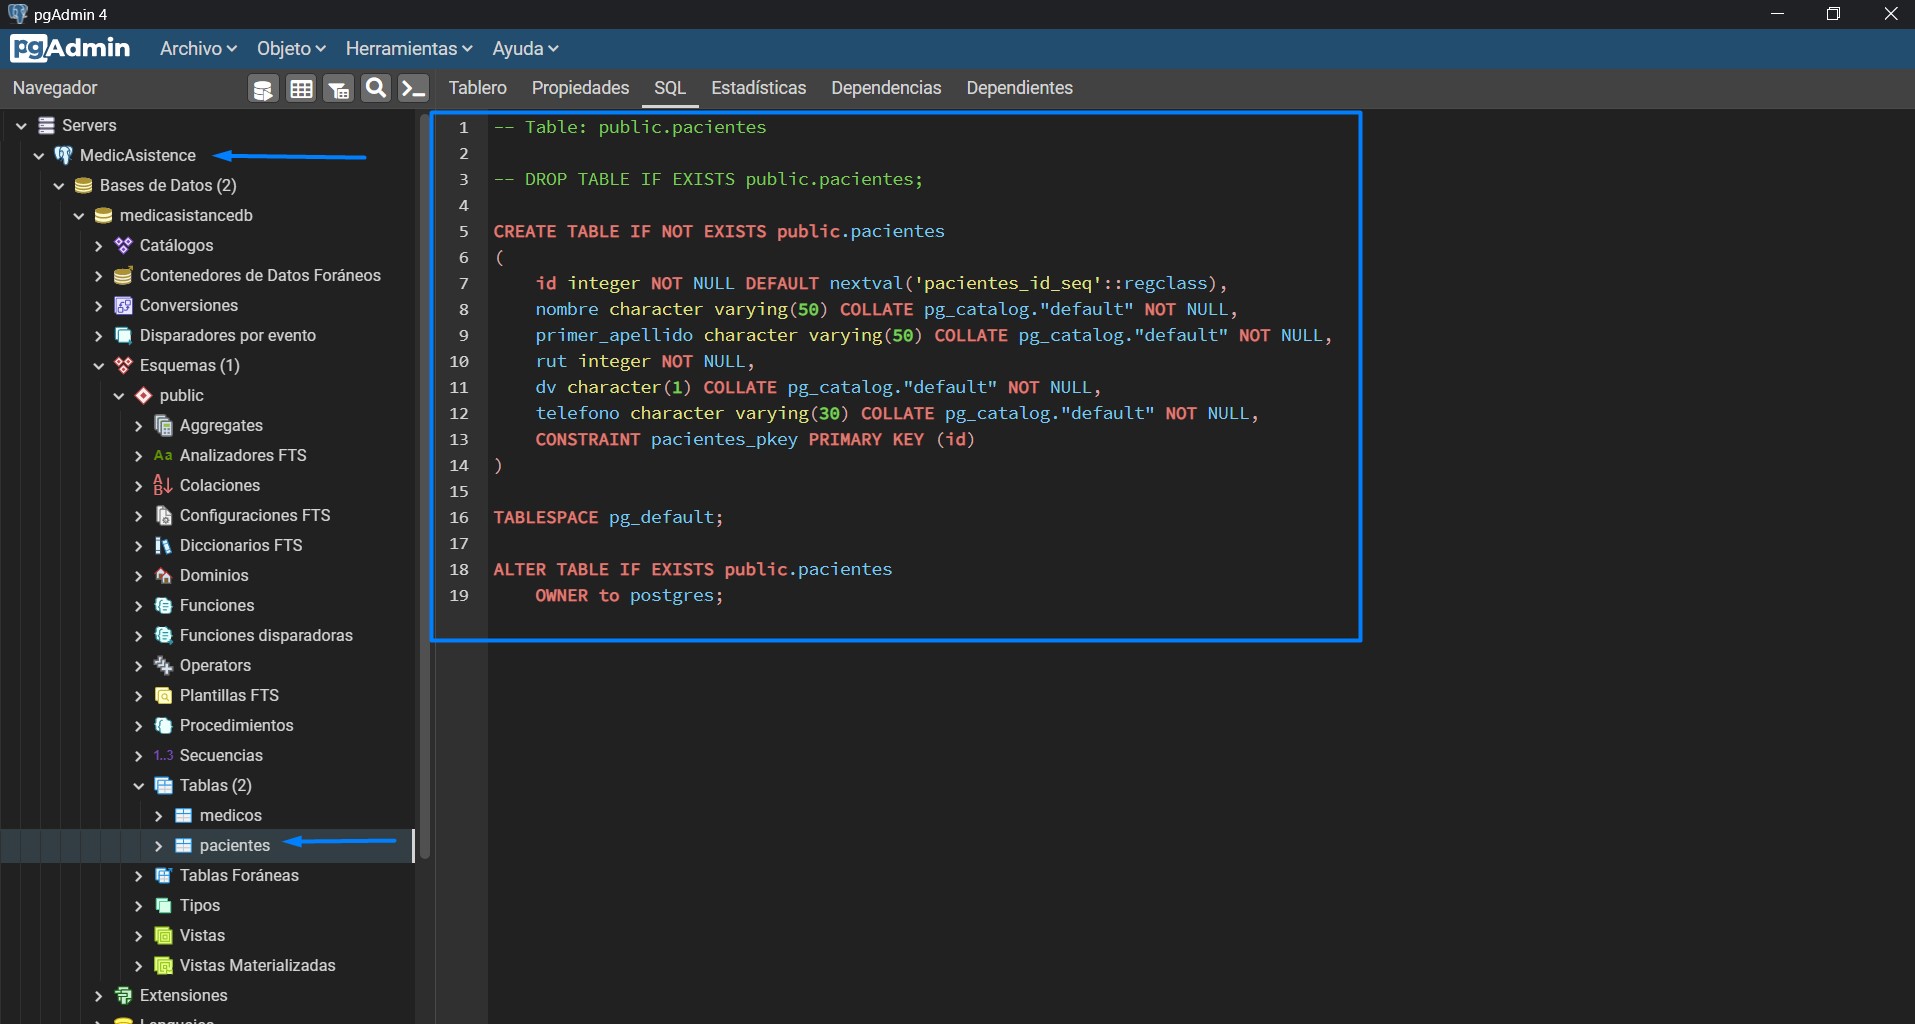 pgAdmin 4
pgAdmin
Archivo Objeto Herramientas Ayuda
Navegador
Tablero Propiedades SQL Estadísticas Dependencias Dependientes
Servers
MedicAsistence
Bases de Datos (2)
medicasistancedb
Catálogos
Contenedores de Datos Foráneos
Conversiones
Disparadores por evento
Esquemas (1)
public
Aggregates
Aa Analizadores FTS
Colaciones
Configuraciones FTS
Diccionarios FTS
Dominios
Funciones
Funciones disparadoras
Operators
Plantillas FTS
Procedimientos
1..3 Secuencias
Tablas (2)
medicos
pacientes
Tablas Foráneas
Tipos
Vistas
Vistas Materializadas
Extensiones
Lenguajes
1 -- Table: public.pacientes
2
3 -- DROP TABLE IF EXISTS public.pacientes;
4
5 CREATE TABLE IF NOT EXISTS public.pacientes
6 (
7 id integer NOT NULL DEFAULT nextval('pacientes_id_seq'::regclass),
8 nombre character varying(50) COLLATE pg_catalog."default" NOT NULL,
9 primer_apellido character varying(50) COLLATE pg_catalog."default" NOT NULL,
10 rut integer NOT NULL,
11 dv character(1) COLLATE pg_catalog."default" NOT NULL,
12 telefono character varying(30) COLLATE pg_catalog."default" NOT NULL,
13 CONSTRAINT pacientes_pkey PRIMARY KEY (id)
14 )
15
16 TABLESPACE pg_default;
17
18 ALTER TABLE IF EXISTS public.pacientes
19 OWNER to postgres;